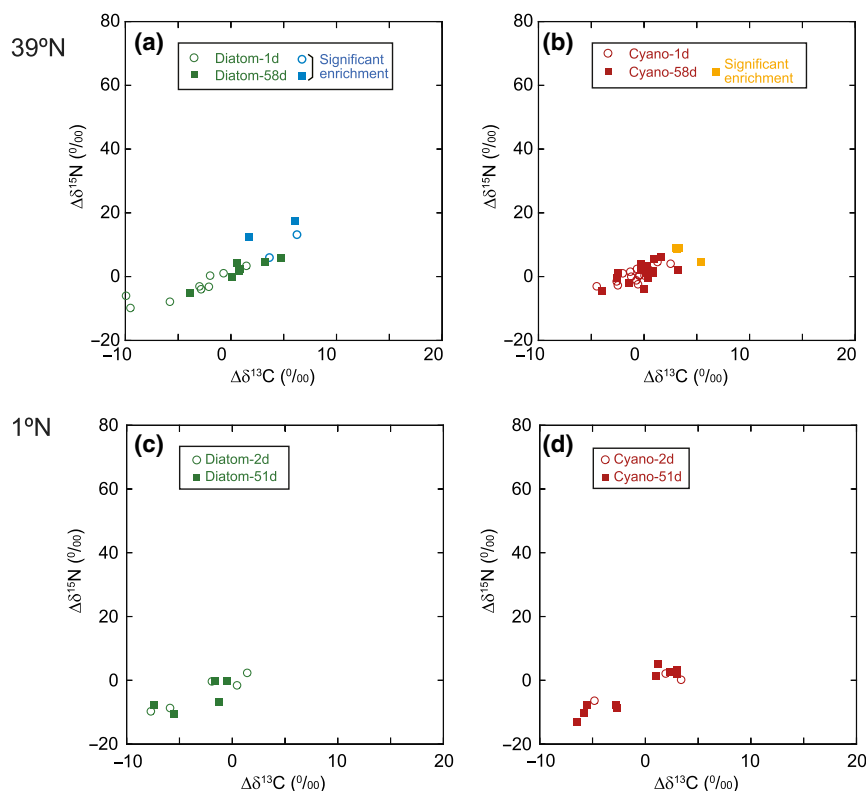 39ºN
(a)
Diatom-1d
Diatom-58d
Significant
enrichment
80
60
40
20
0
−20
−10
0
10
20
Δδ15N (0/00)
Δδ13C (0/00)
(b)
Cyano-1d
Cyano-58d
Significant
enrichment
80
60
40
20
0
−20
−10
0
10
20
Δδ15N (0/00)
Δδ13C (0/00)
1ºN
(c)
Diatom-2d
Diatom-51d
80
60
40
20
0
−20
−10
0
10
20
Δδ15N (0/00)
Δδ13C (0/00)
(d)
Cyano-2d
Cyano-51d
80
60
40
20
0
−20
−10
0
10
20
Δδ15N (0/00)
Δδ13C (0/00)